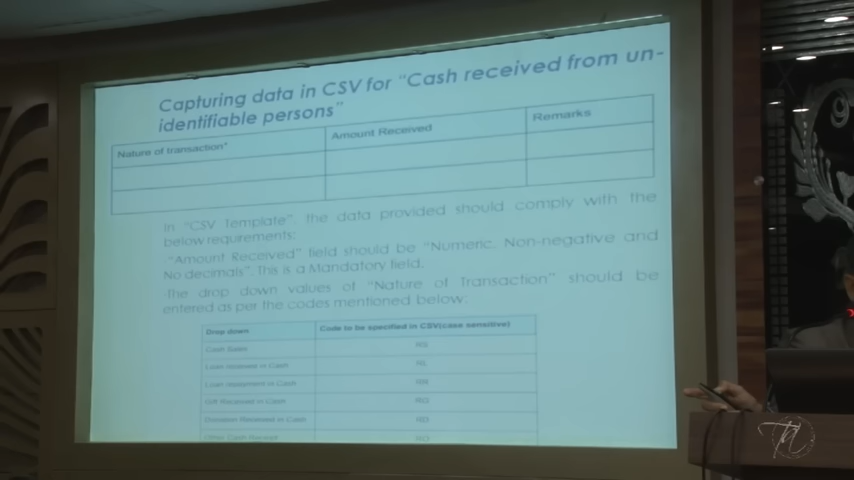 Capturing data in CSV for "Cash received from un-
identifiable persons"
Nature of transaction* Amount Received Remarks
In "CSV Template", the data provided should comply with the
below requirements:
"Amount Received" field should be "Numeric, Non-negative and
No decimals". This is a Mandatory field.
The drop down values of "Nature of Transaction" should be
entered as per the codes mentioned below:
Drop down Code to be specified in CSV(case sensitive)
Cash Sales
Loan received in Cash
Loan repayment in Cash
Gift Received in Cash
Donation Received in Cash
Other Cash Receipt